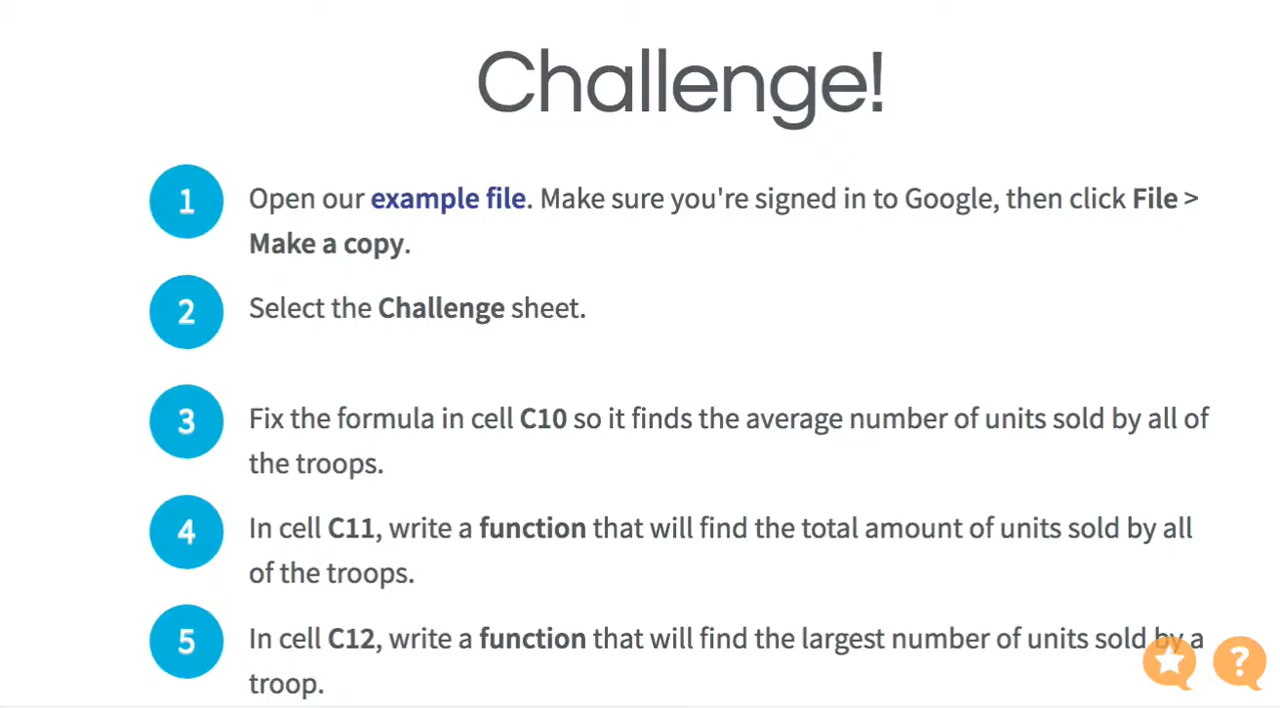 Challenge!
1
Open our example file. Make sure you're signed in to Google, then click File >
Make a copy.
2
Select the Challenge sheet.
3
Fix the formula in cell C10 so it finds the average number of units sold by all of
the troops.
4
In cell C11, write a function that will find the total amount of units sold by all
of the troops.
5
In cell C12, write a function that will find the largest number of units sold by a
troop.
?